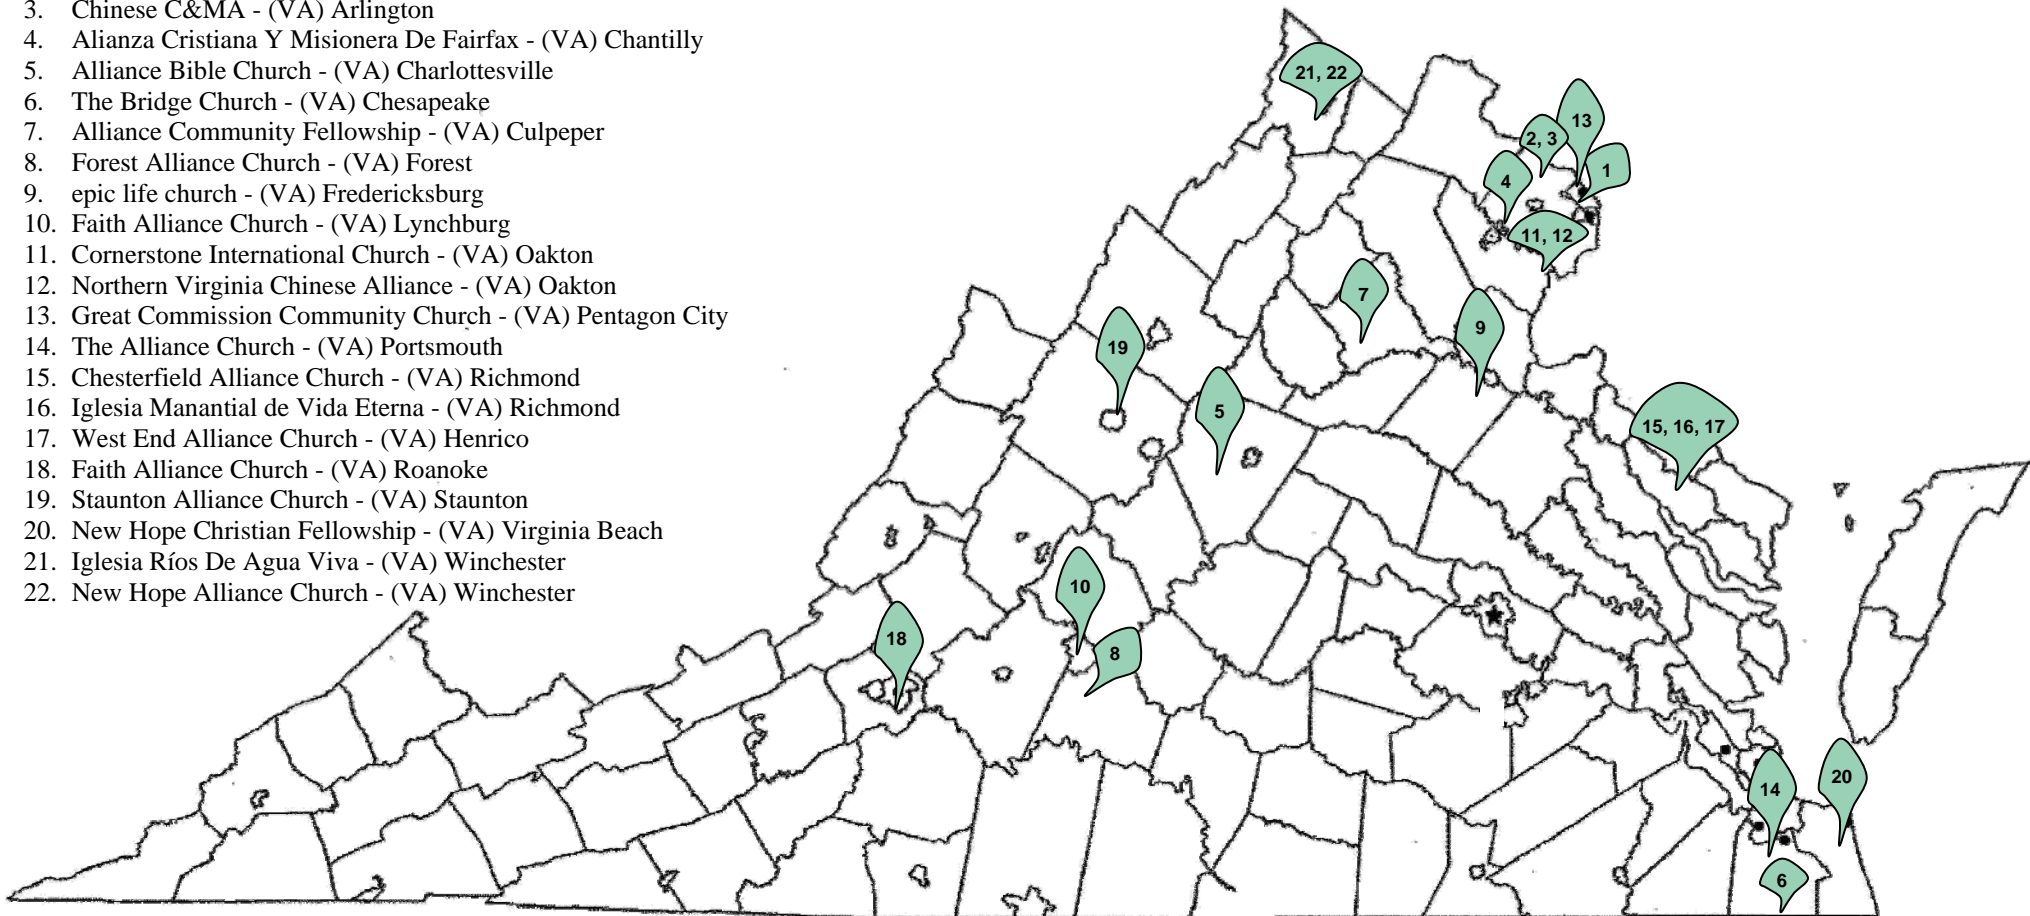 3. Chinese C&MA - (VA) Arlington
4. Alianza Cristiana Y Misionera De Fairfax - (VA) Chantilly
5. Alliance Bible Church - (VA) Charlottesville
6. The Bridge Church - (VA) Chesapeake
7. Alliance Community Fellowship - (VA) Culpeper
8. Forest Alliance Church - (VA) Forest
9. epic life church - (VA) Fredericksburg
10. Faith Alliance Church - (VA) Lynchburg
11. Cornerstone International Church - (VA) Oakton
12. Northern Virginia Chinese Alliance - (VA) Oakton
13. Great Commission Community Church - (VA) Pentagon City
14. The Alliance Church - (VA) Portsmouth
15. Chesterfield Alliance Church - (VA) Richmond
16. Iglesia Manantial de Vida Eterna - (VA) Richmond
17. West End Alliance Church - (VA) Henrico
18. Faith Alliance Church - (VA) Roanoke
19. Staunton Alliance Church - (VA) Staunton
20. New Hope Christian Fellowship - (VA) Virginia Beach
21. Iglesia Ríos De Agua Viva - (VA) Winchester
22. New Hope Alliance Church - (VA) Winchester
21, 22
13
2, 3
1
4
11, 12
7
9
19
5
15, 16, 17
10
18
8
20
14
6